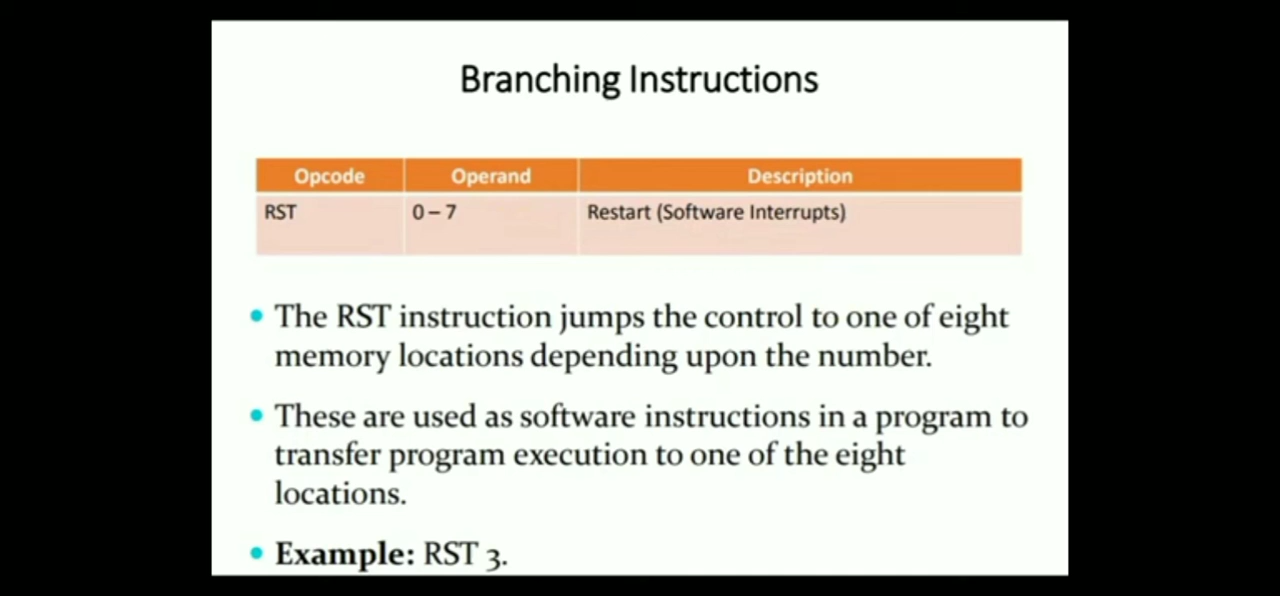 Branching Instructions
Opcode Operand Description
RST 0 – 7 Restart (Software Interrupts)
• The RST instruction jumps the control to one of eight
memory locations depending upon the number.
• These are used as software instructions in a program to
transfer program execution to one of the eight
locations.
• Example: RST 3.